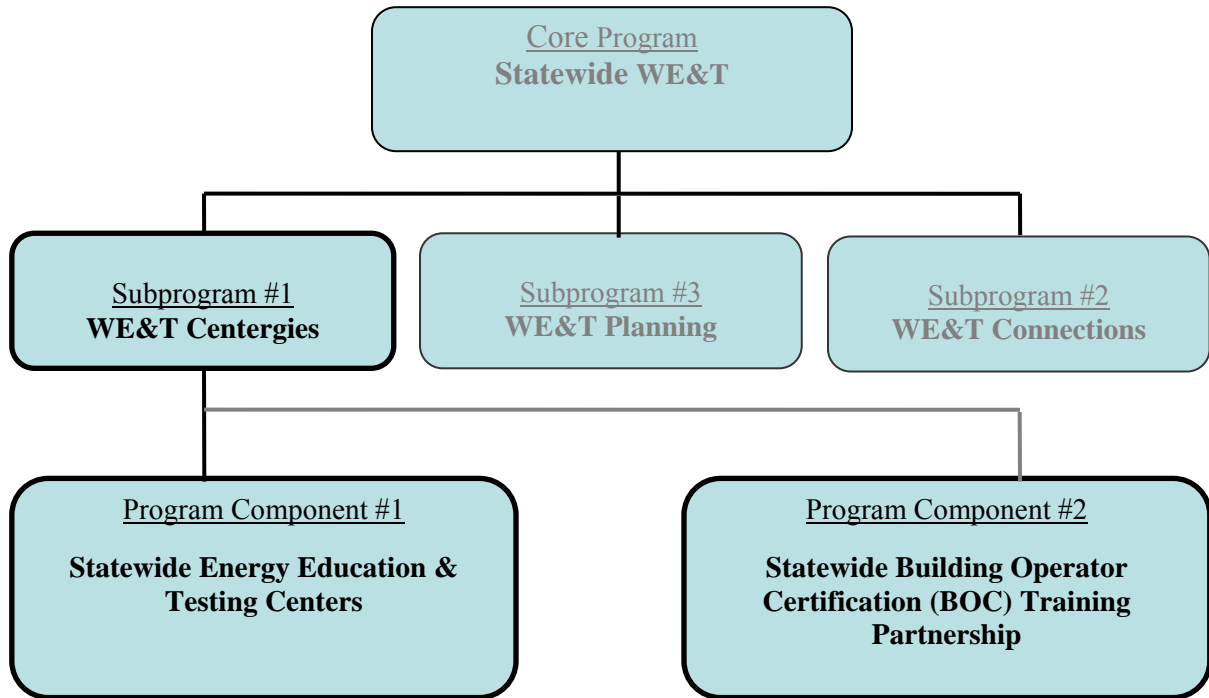 Core Program
Statewide WE&T
Subprogram #1
WE&T Centergies
Subprogram #3
WE&T Planning
Subprogram #2
WE&T Connections
Program Component #1
Statewide Energy Education &
Testing Centers
Program Component #2
Statewide Building Operator
Certification (BOC) Training
Partnership